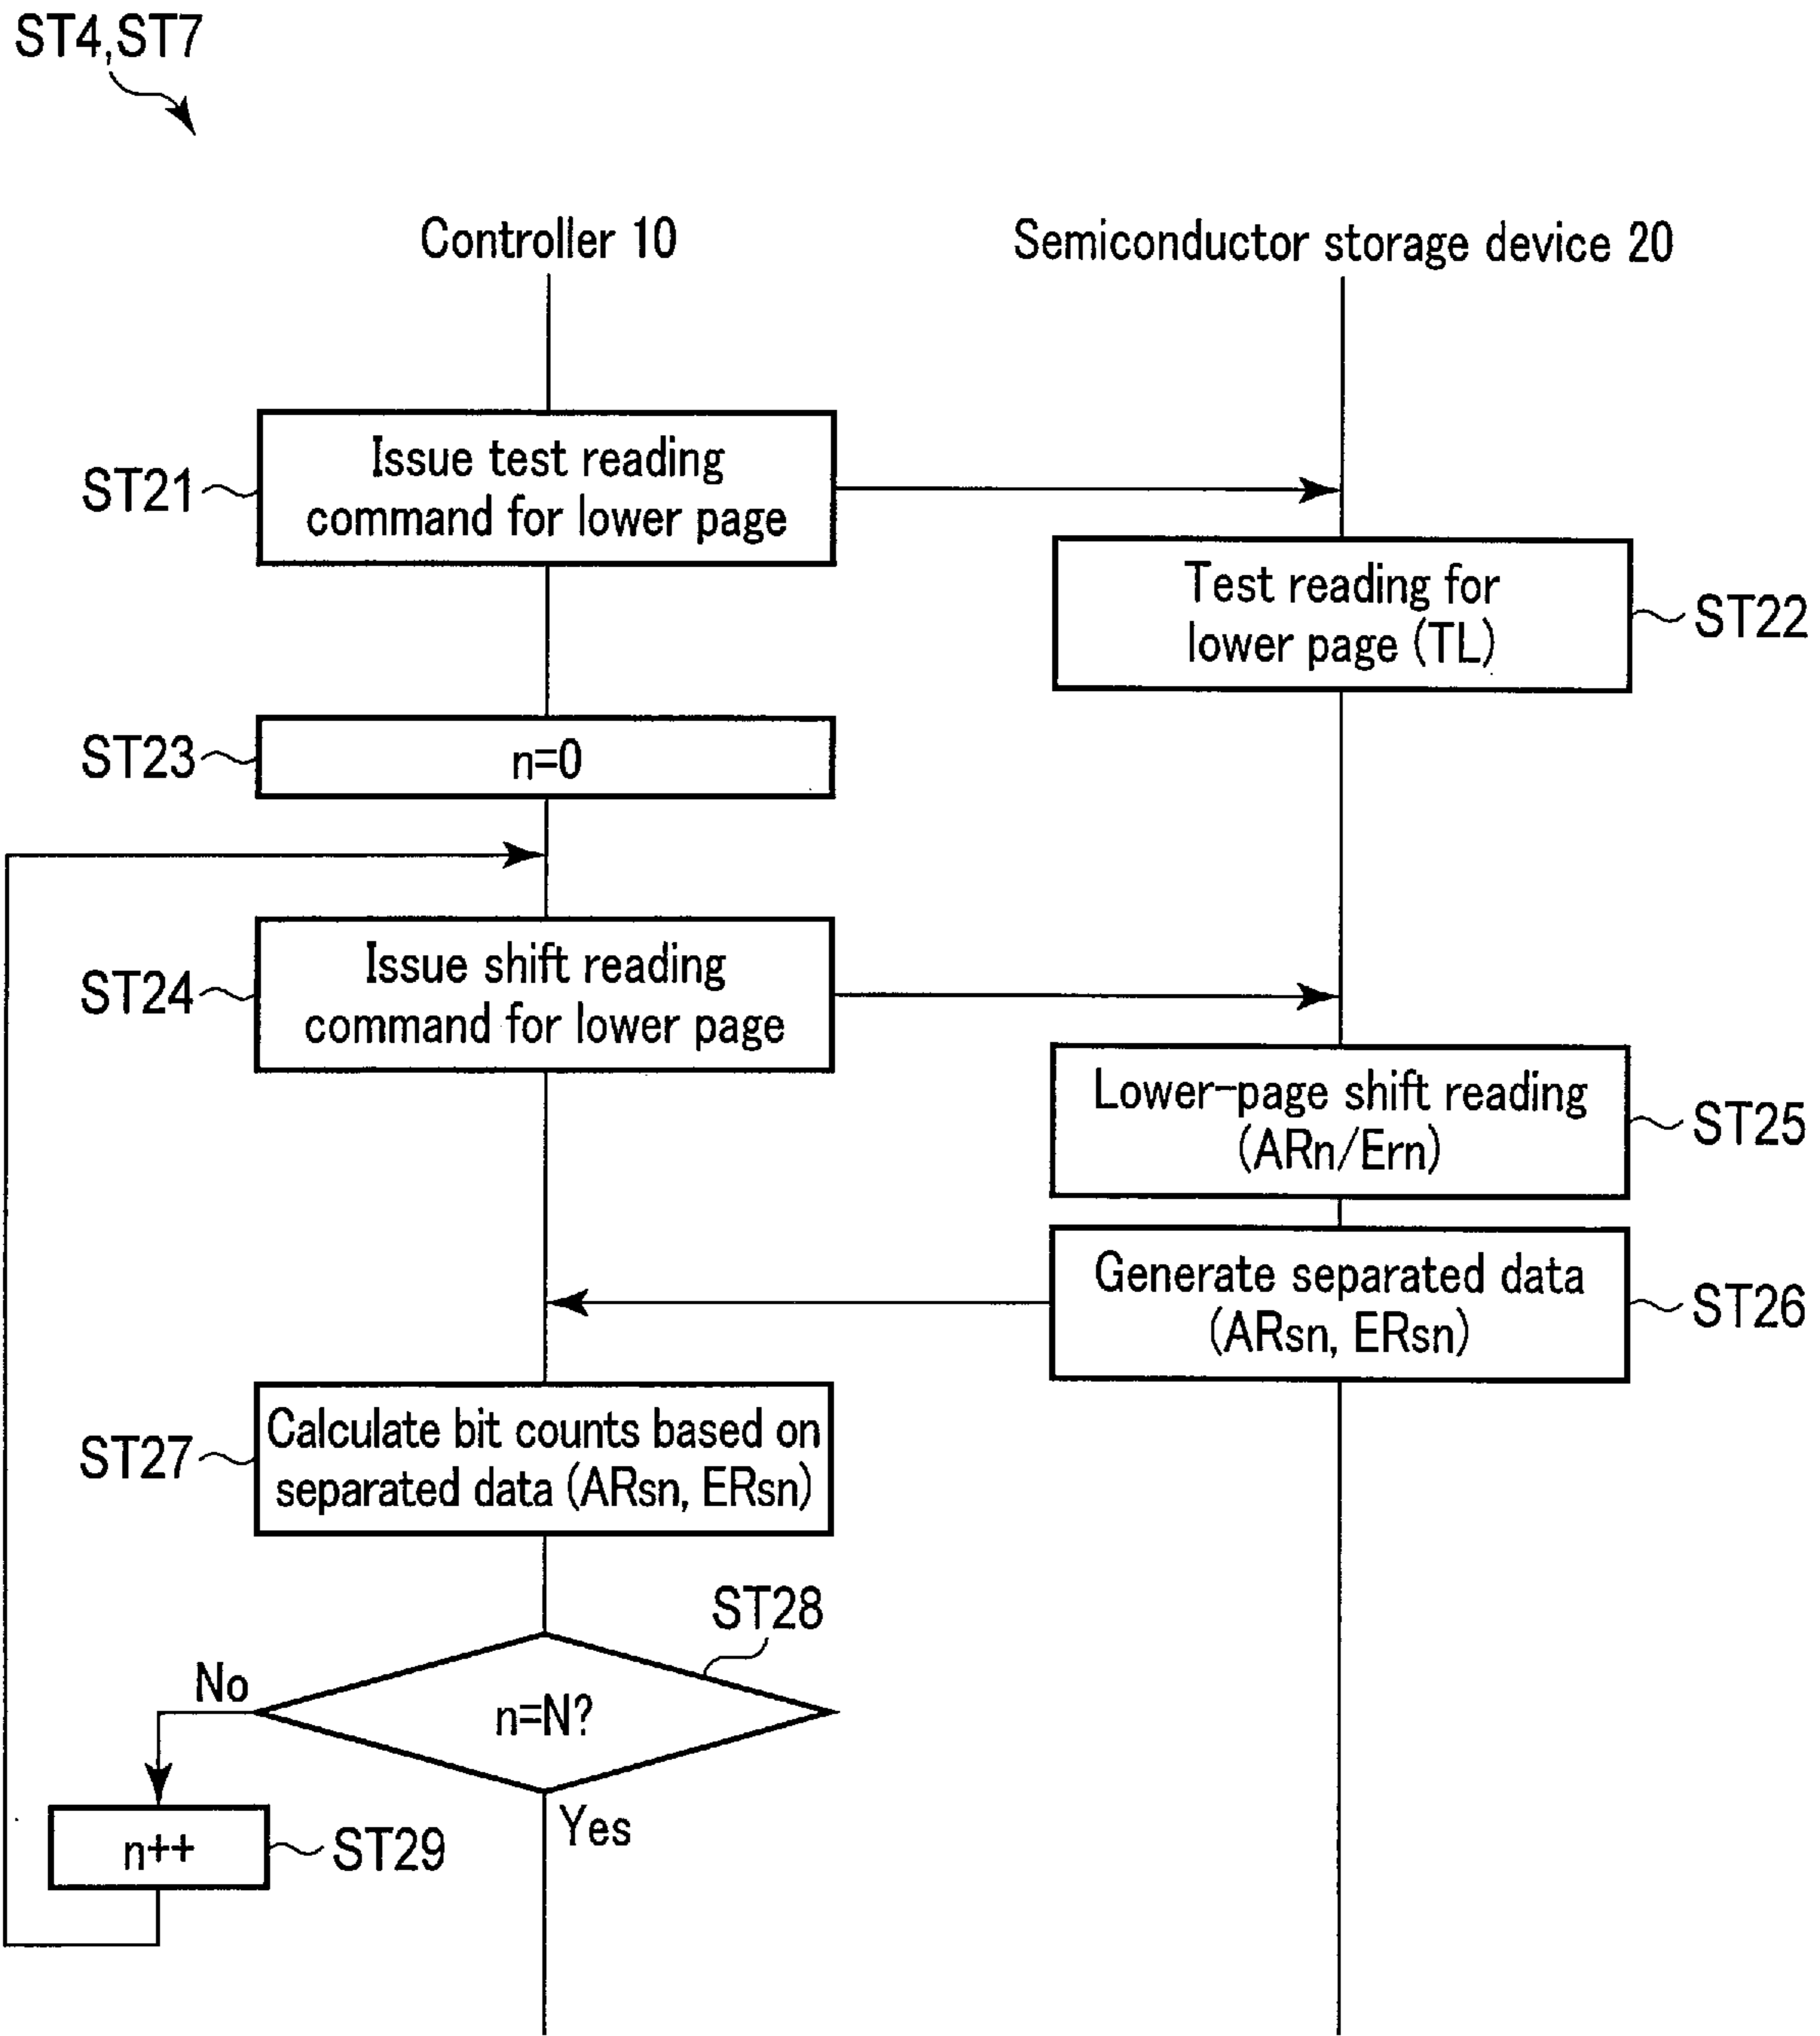 ST4,ST7
Controller 10
Semiconductor storage device 20
ST21
Issue test reading
command for lower page
Test reading for
lower page (TL)
ST22
ST23
n=0
ST24
Issue shift reading
command for lower page
Lower-page shift reading
(ARn/Ern)
ST25
Generate separated data
(ARsn, ERsn)
ST26
ST27
Calculate bit counts based on
separated data (ARsn, ERsn)
ST28
No
n=N?
Yes
n++
ST29